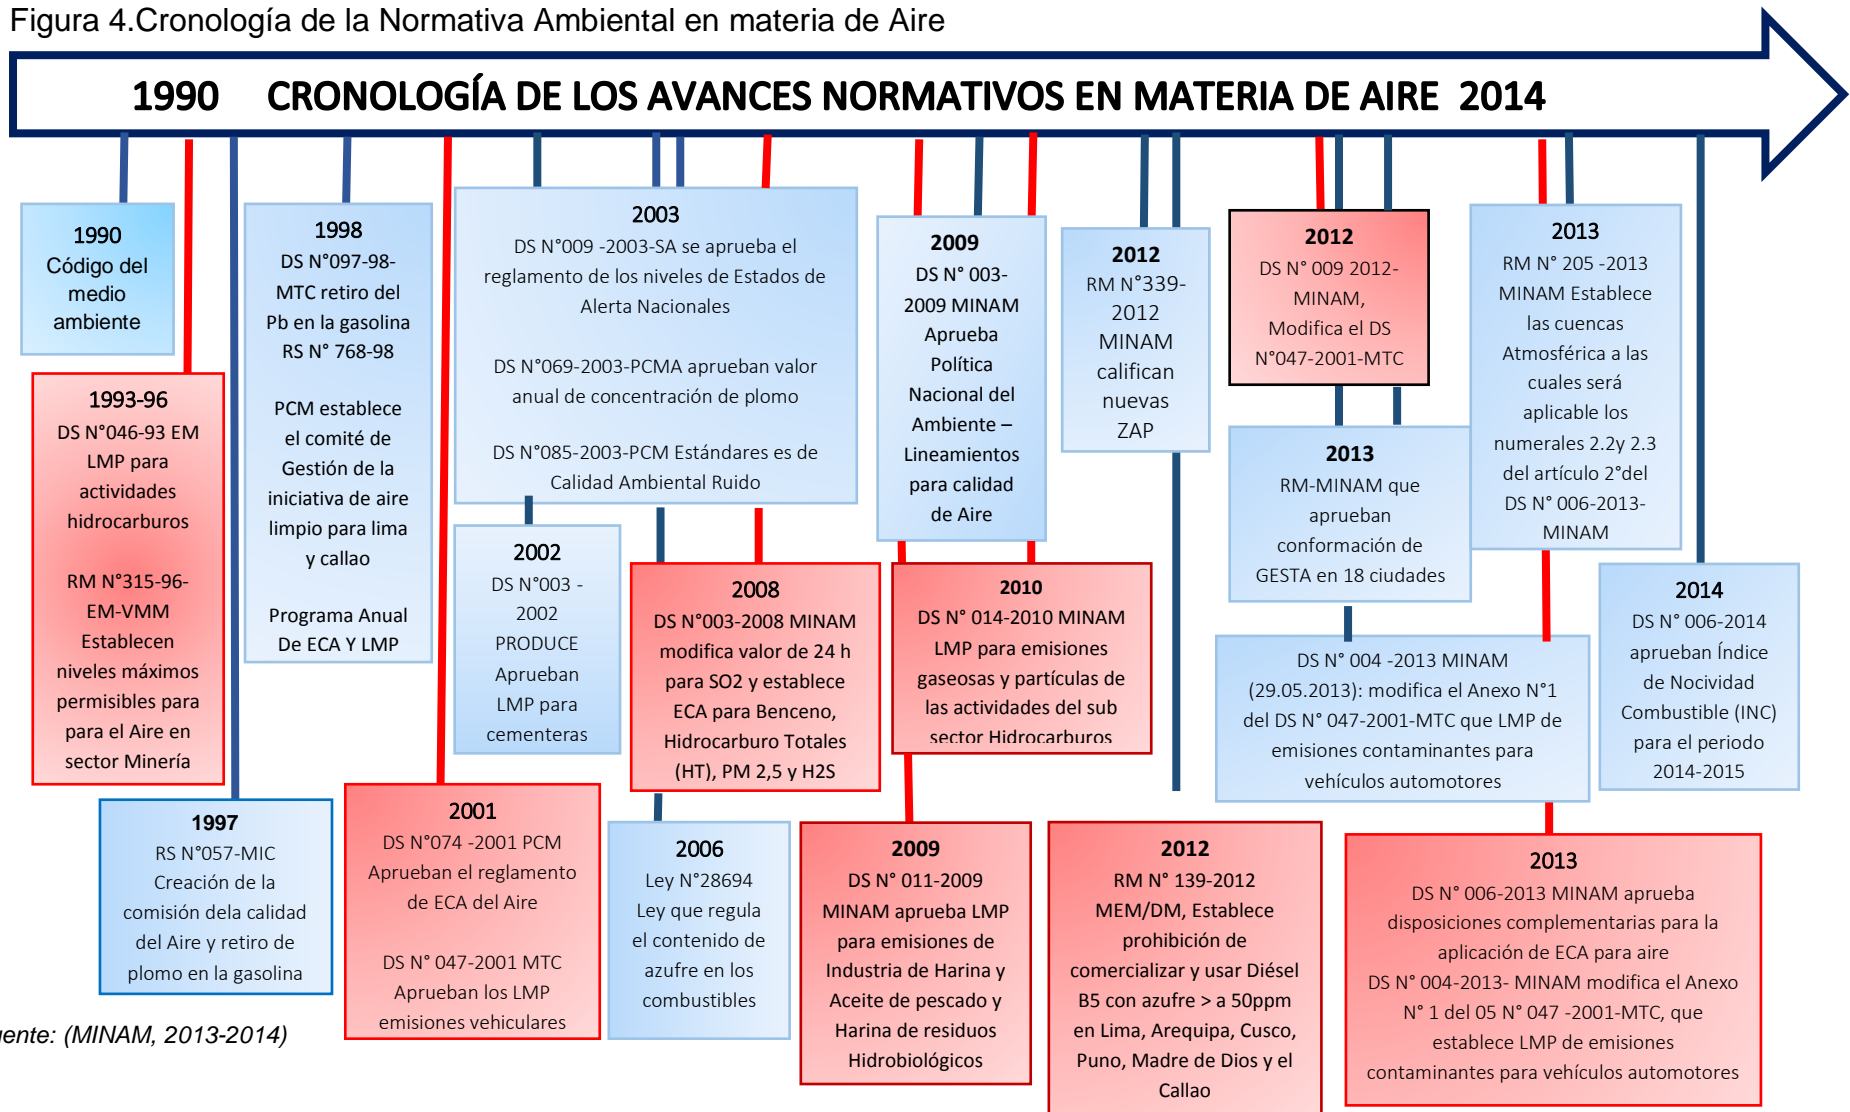 Figura 4.Cronología de la Normativa Ambiental en materia de Aire
1990 CRONOLOGÍA DE LOS AVANCES NORMATIVOS EN MATERIA DE AIRE 2014
1990
Código del
medio
ambiente
1993-96
DS N°046-93 EM
LMP para
actividades
hidrocarburos
RM N°315-96-
EM-VMM
Establecen
niveles máximos
permisibles para
para el Aire en
sector Minería
1997
RS N°057-MIC
Creación de la
comisión dela calidad
del Aire y retiro de
plomo en la gasolina
1998
DS N°097-98-
MTC retiro del
Pb en la gasolina
RS N° 768-98
PCM establece
el comité de
Gestión de la
iniciativa de aire
limpio para lima
y callao
Programa Anual
De ECA Y LMP
2001
DS N°074 -2001 PCM
Aprueban el reglamento
de ECA del Aire
DS N° 047-2001 MTC
Aprueban los LMP
emisiones vehiculares
2003
DS N°009 -2003-SA se aprueba el
reglamento de los niveles de Estados de
Alerta Nacionales
DS N°069-2003-PCMA aprueban valor
anual de concentración de plomo
DS N°085-2003-PCM Estándares es de
Calidad Ambiental Ruido
2002
DS N°003 -
2002
PRODUCE
Aprueban
LMP para
cementeras
2008
DS N°003-2008 MINAM
modifica valor de 24 h
para SO2 y establece
ECA para Benceno,
Hidrocarburo Totales
(HT), PM 2,5 y H2S
2006
Ley N°28694
Ley que regula
el contenido de
azufre en los
combustibles
2009
DS N° 003-
2009 MINAM
Aprueba
Política
Nacional del
Ambiente –
Lineamientos
para calidad
de Aire
2010
DS N° 014-2010 MINAM
LMP para emisiones
gaseosas y partículas de
las actividades del sub
sector Hidrocarburos
2009
DS N° 011-2009
MINAM aprueba LMP
para emisiones de
Industria de Harina y
Aceite de pescado y
Harina de residuos
Hidrobiológicos
2012
RM N°339-
2012
MINAM
califican
nuevas
ZAP
2012
RM N° 139-2012
MEM/DM, Establece
prohibición de
comercializar y usar Diésel
B5 con azufre > a 50ppm
en Lima, Arequipa, Cusco,
Puno, Madre de Dios y el
Callao
2012
DS N° 009 2012-
MINAM,
Modifica el DS
N°047-2001-MTC
2013
RM-MINAM que
aprueban
conformación de
GESTA en 18 ciudades
DS N° 004 -2013 MINAM
(29.05.2013): modifica el Anexo N°1
del DS N° 047-2001-MTC que LMP de
emisiones contaminantes para
vehículos automotores
2013
RM N° 205 -2013
MINAM Establece
las cuencas
Atmosférica a las
cuales será
aplicable los
numerales 2.2y 2.3
del artículo 2°del
DS N° 006-2013-
MINAM
2014
DS N° 006-2014
aprueban Índice
de Nocividad
Combustible (INC)
para el periodo
2014-2015
2013
DS N° 006-2013 MINAM aprueba
disposiciones complementarias para la
aplicación de ECA para aire
DS N° 004-2013- MINAM modifica el Anexo
N° 1 del 05 N° 047 -2001-MTC, que
establece LMP de emisiones
contaminantes para vehículos automotores
ente: (MINAM, 2013-2014)